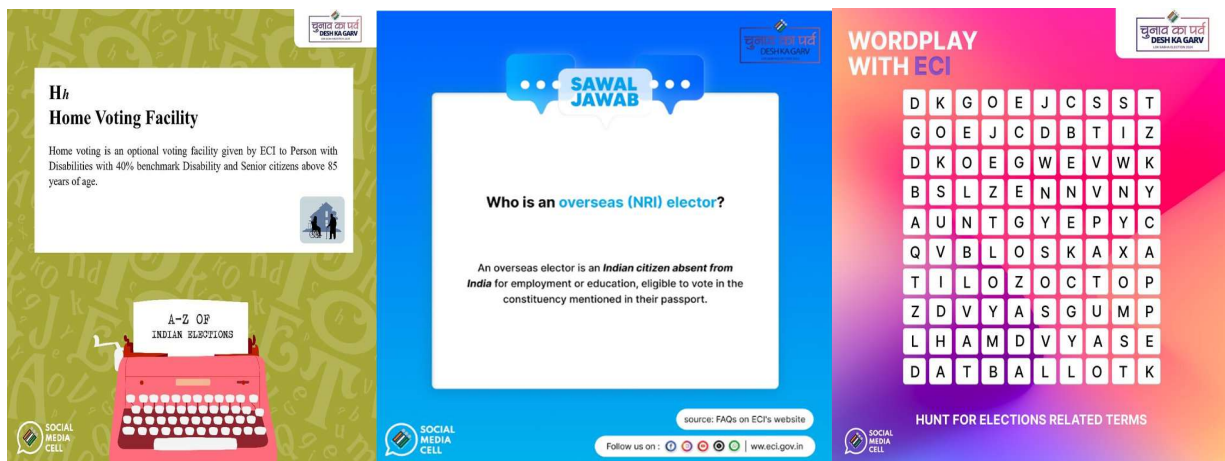 चुनाव का पर्व
DESH KA GARV
Hh
Home Voting Facility
Home voting is an optional voting facility given by ECI to Person with
Disabilities with 40% benchmark Disability and Senior citizens above 85
years of age.
A-Z OF
INDIAN ELECTIONS
SOCIAL
MEDIA
CELL
चुनाव का पर्व
DESH KA GARV
SAWAL
JAWAB
Who is an overseas (NRI) elector?
An overseas elector is an Indian citizen absent from
India for employment or education, eligible to vote in the
constituency mentioned in their passport.
source: FAQs on ECI's website
SOCIAL
MEDIA
CELL
Follow us on : | ww.eci.gov.in
चुनाव का पर्व
DESH KA GARV
WORDPLAY
WITH ECI
D K G O E J C S S T
G O E J C D B T I Z
D K O E G W E V W K
B S L Z E N N V N Y
A U N T G Y E P Y C
Q V B L O S K A X A
T I L O Z O C T O P
Z D V Y A S G U M P
L H A M D V Y A S E
D A T B A L L O T K
HUNT FOR ELECTIONS RELATED TERMS
SOCIAL
MEDIA
CELL